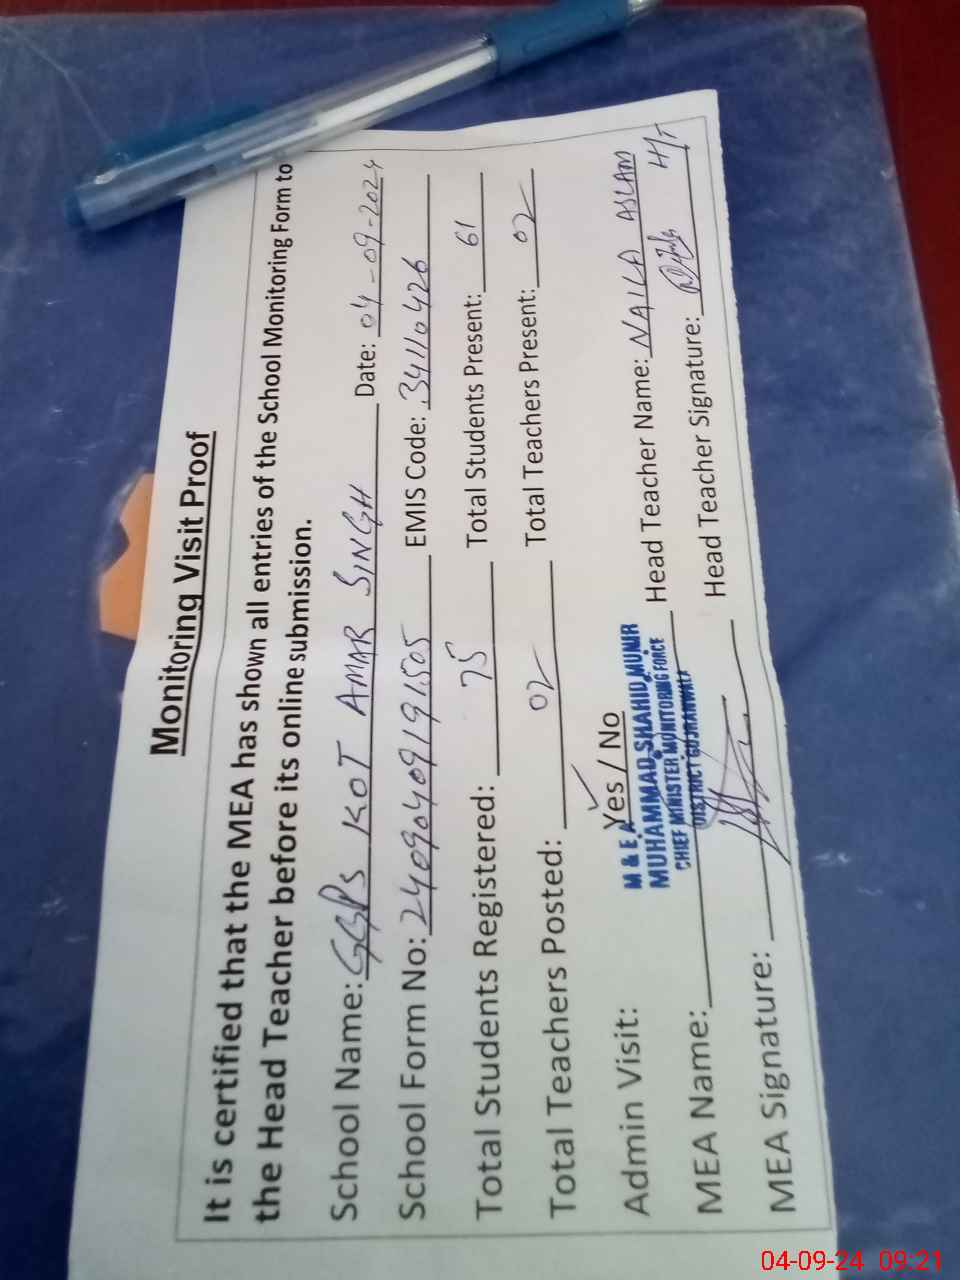 Monitoring Visit Proof
It is certified that the MEA has shown all entries of the School Monitoring Form to
the Head Teacher before its online submission.
School Name: GGPS KOT AMAR SINGH Date: 04-09-2024
School Form No: 24090409191505 EMIS Code: 34110426
Total Students Registered: 75 Total Students Present: 61
Total Teachers Posted: 02 Total Teachers Present: 02
Admin Visit: Yes / No
M & E A
MUHAMMAD SHAHID MUNIR
CHIEF MINISTER MONITORING FORCE
DISTRICT GUJRANWALA
MEA Name: Head Teacher Name: NAILA ASLAM
MEA Signature: Head Teacher Signature: H/T
04-09-24 09:21